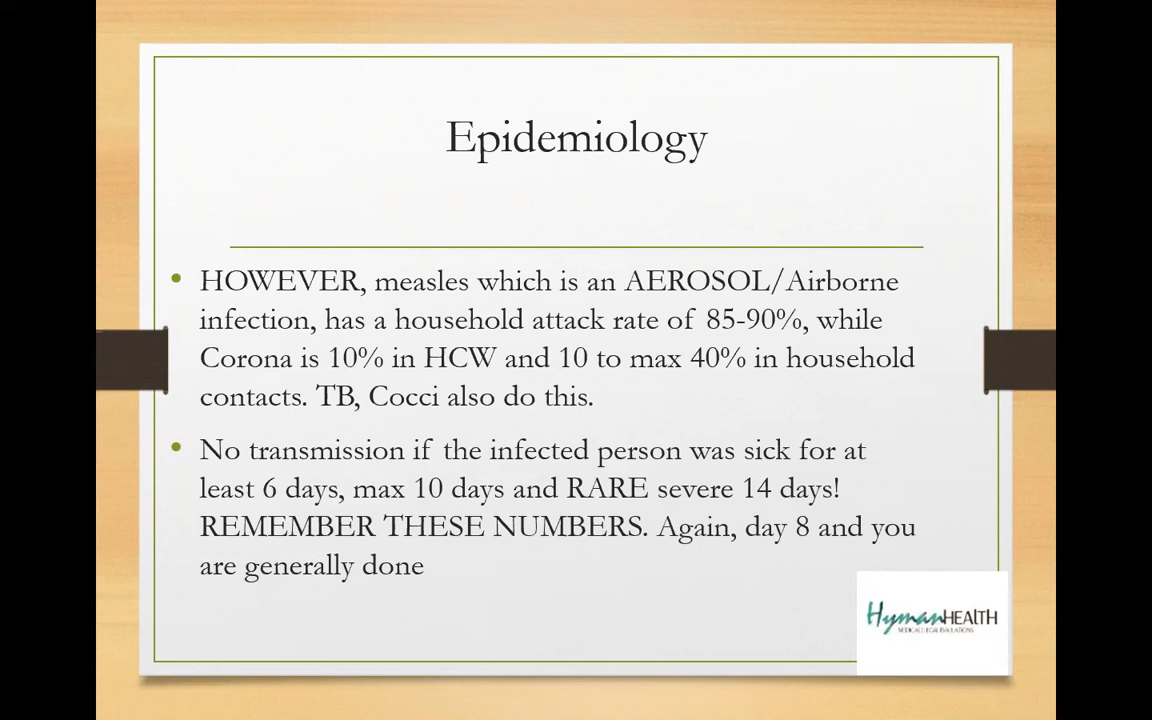 Epidemiology
• HOWEVER, measles which is an AEROSOL/Airborne
infection, has a household attack rate of 85-90%, while
Corona is 10% in HCW and 10 to max 40% in household
contacts. TB, Cocci also do this.
• No transmission if the infected person was sick for at
least 6 days, max 10 days and RARE severe 14 days!
REMEMBER THESE NUMBERS. Again, day 8 and you
are generally done
HymanHEALTH